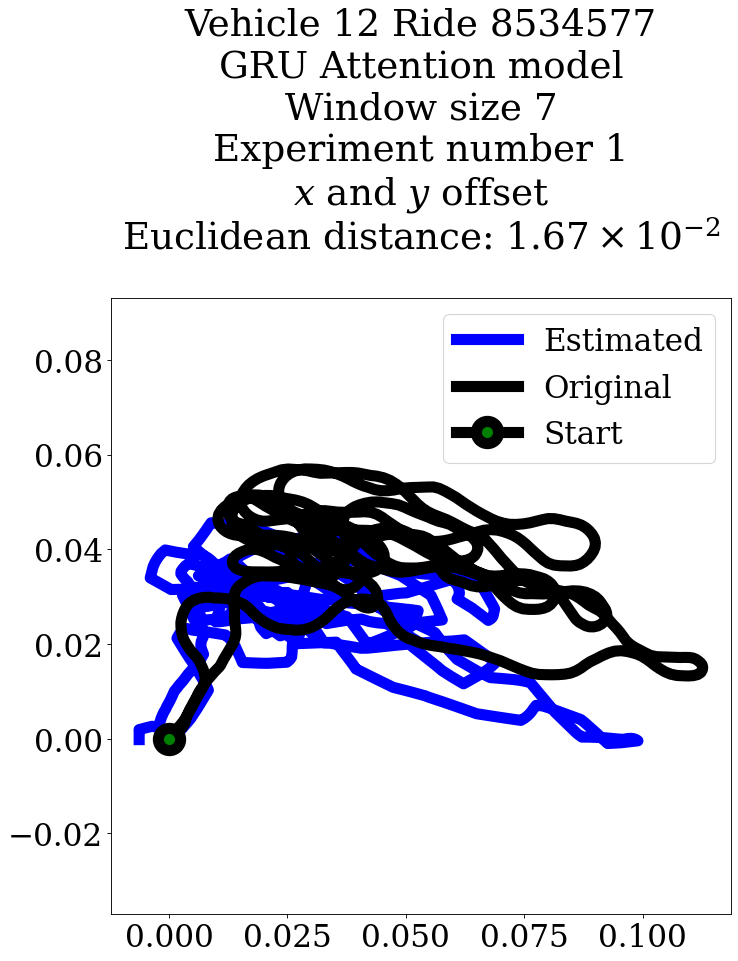 Vehicle 12 Ride 8534577
GRU Attention model
Window size 7
Experiment number 1
x and y offset
Euclidean distance: 1.67 × 10⁻²
Estimated
Original
Start
0.08
0.06
0.04
0.02
0.00
−0.02
0.000 0.025 0.050 0.075 0.100